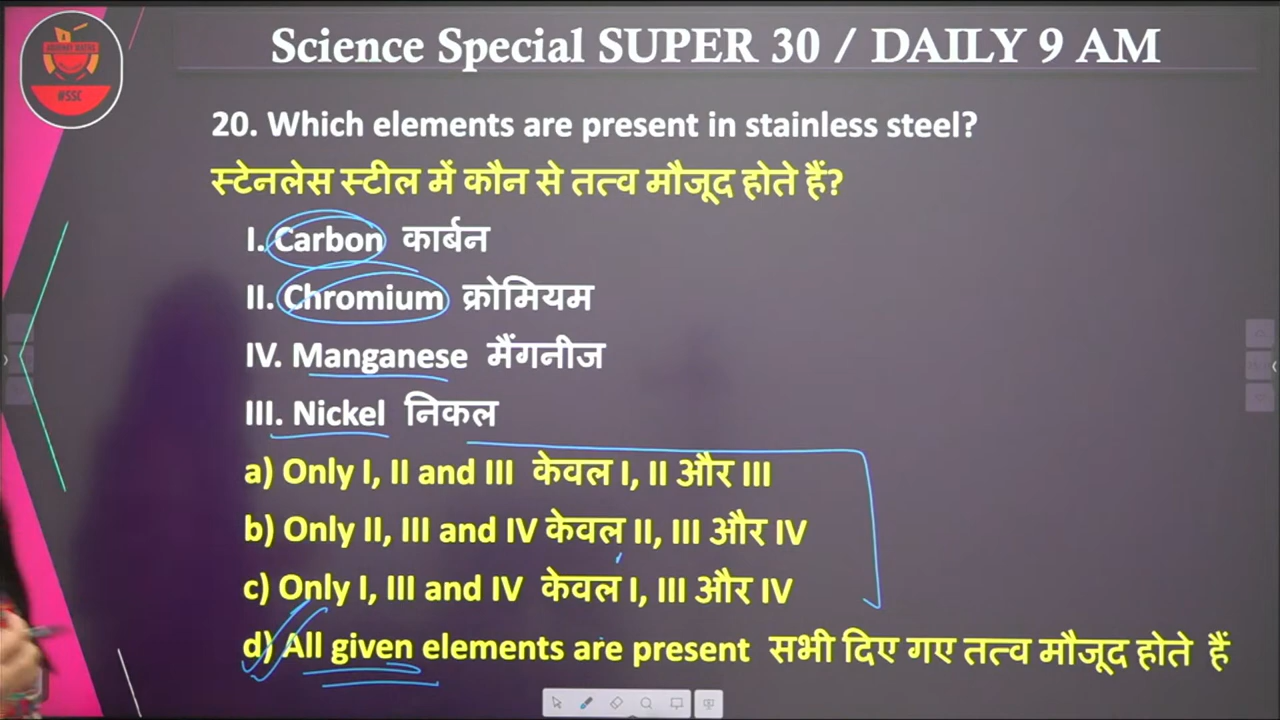 Science Special SUPER 30 / DAILY 9 AM
ABHINAY MATHS
#SSC
20. Which elements are present in stainless steel?
स्टेनलेस स्टील में कौन से तत्व मौजूद होते हैं?
I. Carbon कार्बन
II. Chromium क्रोमियम
IV. Manganese मैंगनीज
III. Nickel निकल
a) Only I, II and III केवल I, II और III
b) Only II, III and IV केवल II, III और IV
c) Only I, III and IV केवल I, III और IV
d) All given elements are present सभी दिए गए तत्व मौजूद होते हैं